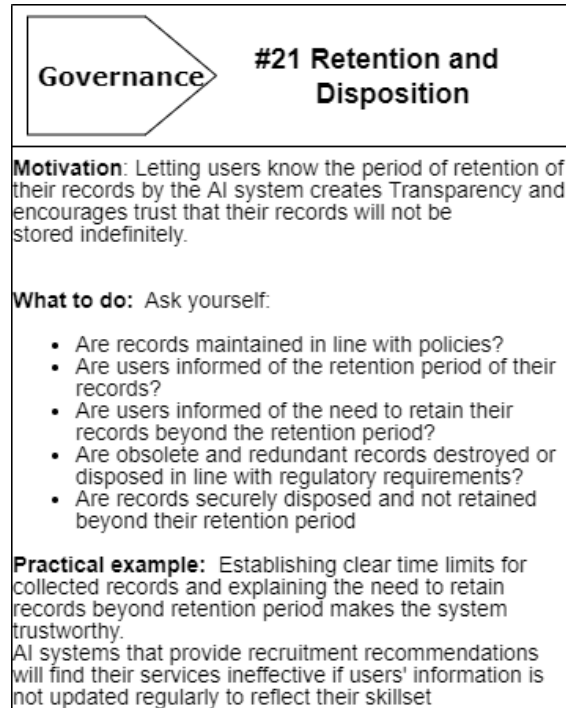 Governance
#21 Retention and
Disposition
Motivation: Letting users know the period of retention of
their records by the AI system creates Transparency and
encourages trust that their records will not be
stored indefinitely.
What to do: Ask yourself:
• Are records maintained in line with policies?
• Are users informed of the retention period of their
records?
• Are users informed of the need to retain their
records beyond the retention period?
• Are obsolete and redundant records destroyed or
disposed in line with regulatory requirements?
• Are records securely disposed and not retained
beyond their retention period
Practical example: Establishing clear time limits for
collected records and explaining the need to retain
records beyond retention period makes the system
trustworthy.
AI systems that provide recruitment recommendations
will find their services ineffective if users' information is
not updated regularly to reflect their skillset